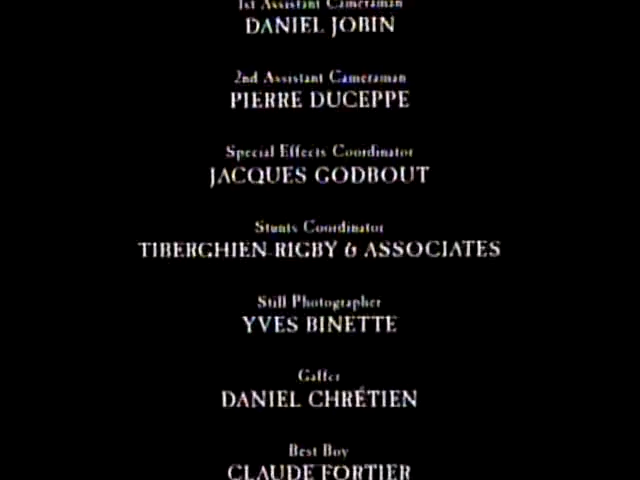 1st Assistant Cameraman
DANIEL JOBIN
2nd Assistant Cameraman
PIERRE DUCEPPE
Special Effects Coordinator
JACQUES GODBOUT
Stunts Coordinator
TIBERGHIEN-RIGBY & ASSOCIATES
Still Photographer
YVES BINETTE
Gaffer
DANIEL CHRÉTIEN
Best Boy
CLAUDE FORTIER